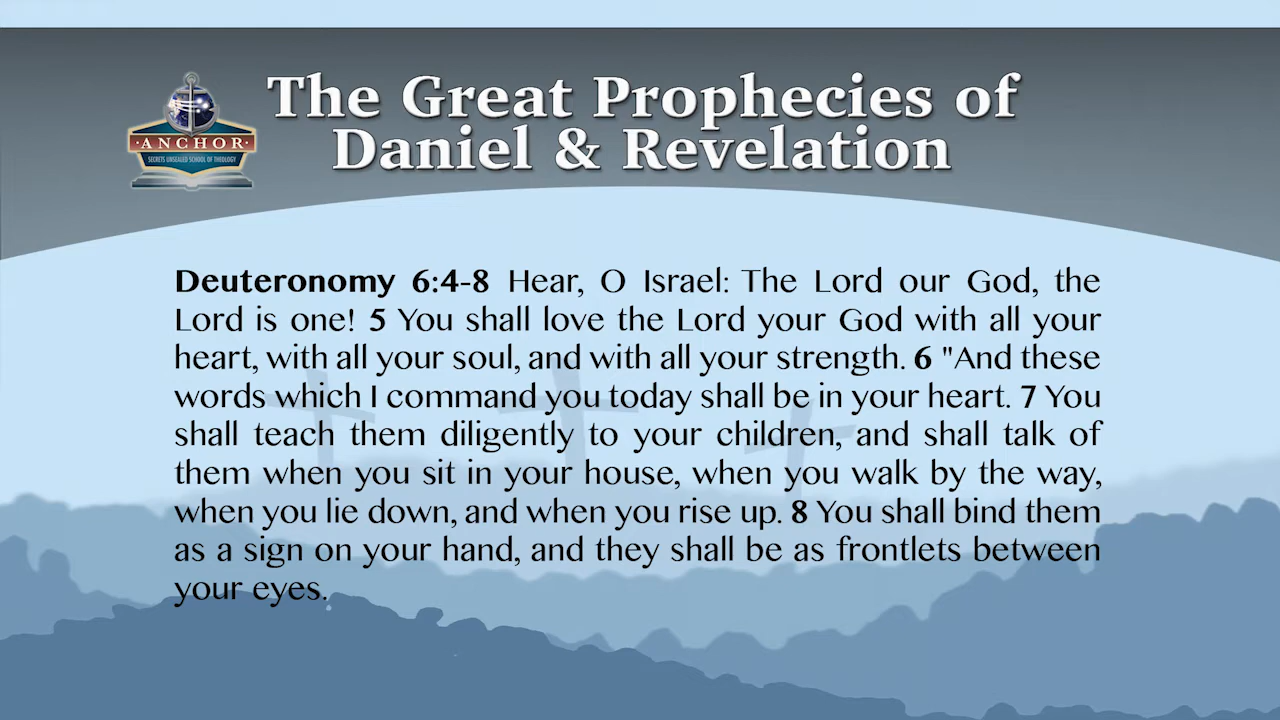 The Great Prophecies of
Daniel & Revelation
·ANCHOR·
SECRETS UNSEALED SCHOOL OF THEOLOGY
Deuteronomy 6:4-8 Hear, O Israel: The Lord our God, the
Lord is one! 5 You shall love the Lord your God with all your
heart, with all your soul, and with all your strength. 6 "And these
words which I command you today shall be in your heart. 7 You
shall teach them diligently to your children, and shall talk of
them when you sit in your house, when you walk by the way,
when you lie down, and when you rise up. 8 You shall bind them
as a sign on your hand, and they shall be as frontlets between
your eyes.